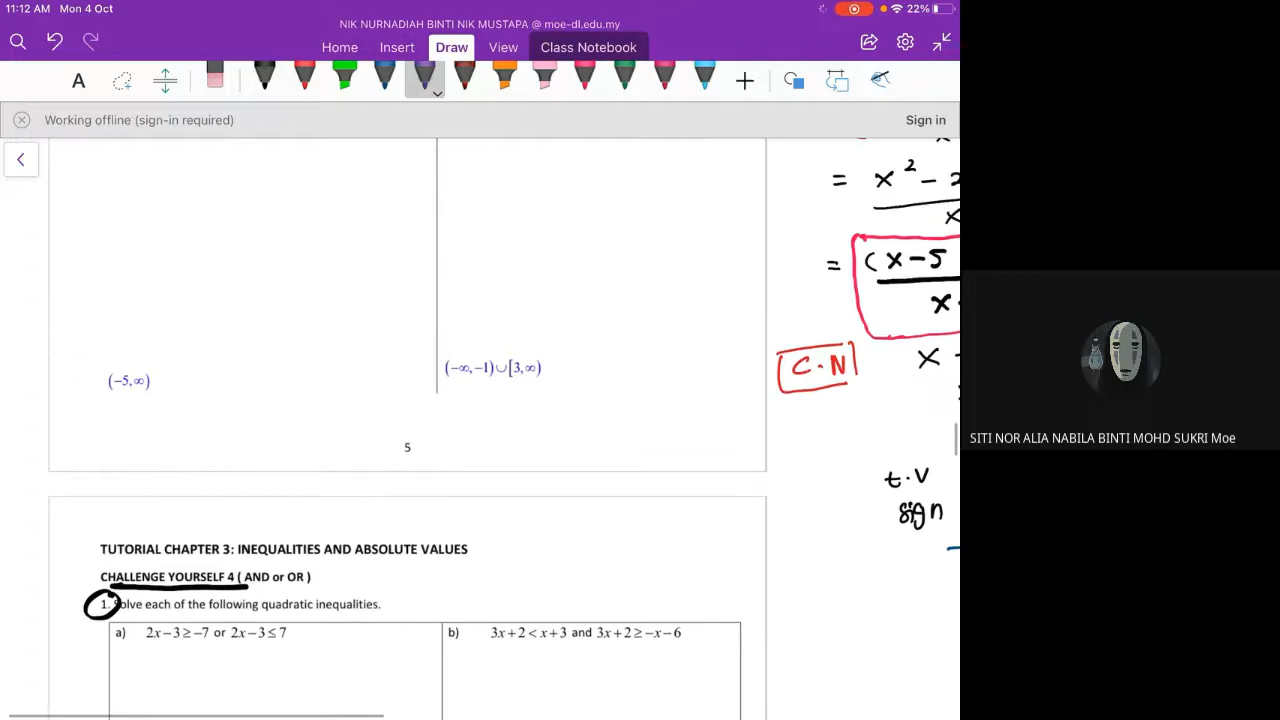 11:12 AM Mon 4 Oct
22%
NIK NURNADIAH BINTI NIK MUSTAPA @ moe-dl.edu.my
Home Insert Draw View Class Notebook
A
Working offline (sign-in required) Sign in
= x² −
x
= (x−5
x
C.N
x
(−5,∞)
(−∞,−1)∪[3,∞)
5
t.v
sign
SITI NOR ALIA NABILA BINTI MOHD SUKRI Moe
TUTORIAL CHAPTER 3: INEQUALITIES AND ABSOLUTE VALUES
CHALLENGE YOURSELF 4 ( AND or OR )
1. Solve each of the following quadratic inequalities.
a) 2x−3≥−7 or 2x−3≤7
b) 3x+2<x+3 and 3x+2≥−x−6